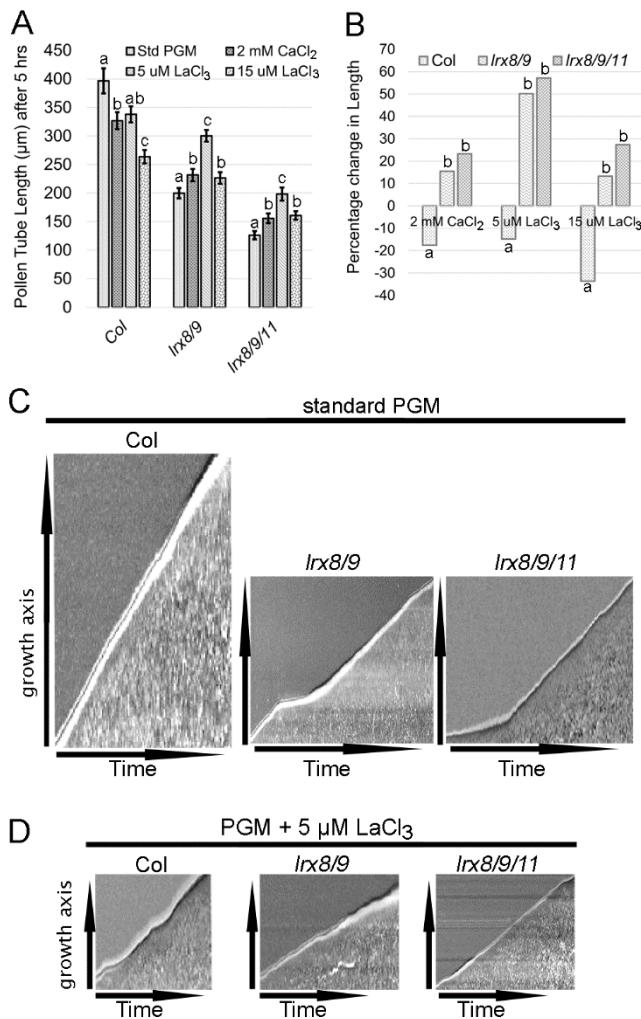 A
Std PGM 2 mM CaCl2
5 uM LaCl3 15 uM LaCl3
Pollen Tube Length (µm) after 5 hrs
450
400
350
300
250
200
150
100
50
0
a b ab c
a b c b
a b c b
Col lrx8/9 lrx8/9/11
B
Col lrx8/9 lrx8/9/11
Percentage change in Length
70
60
50
40
30
20
10
0
-10
-20
-30
-40
b b b b b b
2 mM CaCl2 5 uM LaCl3 15 uM LaCl3
a a a
C
standard PGM
Col
lrx8/9 lrx8/9/11
growth axis
Time Time Time
D
PGM + 5 µM LaCl3
Col lrx8/9 lrx8/9/11
growth axis
Time Time Time